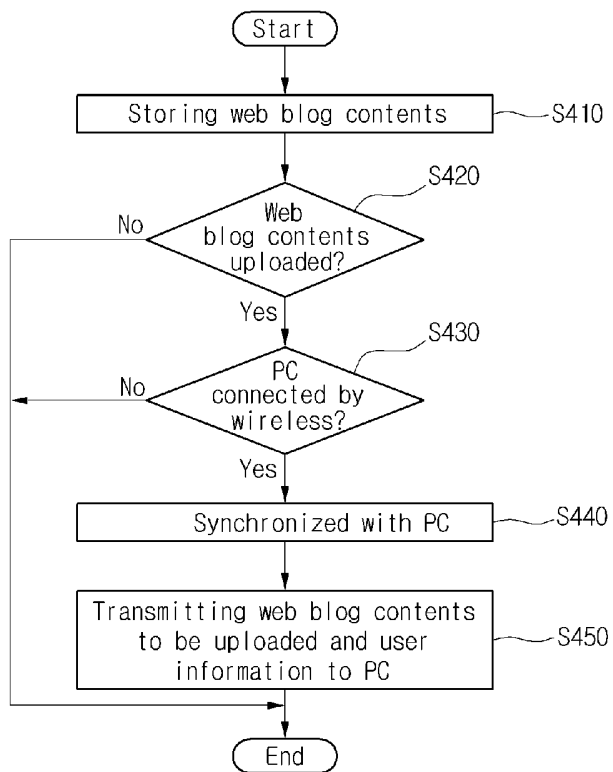 Start
Storing web blog contents
S410
S420
Web
blog contents
uploaded?
No
Yes
S430
PC
connected by
wireless?
No
Yes
Synchronized with PC
S440
Transmitting web blog contents
to be uploaded and user
information to PC
S450
End